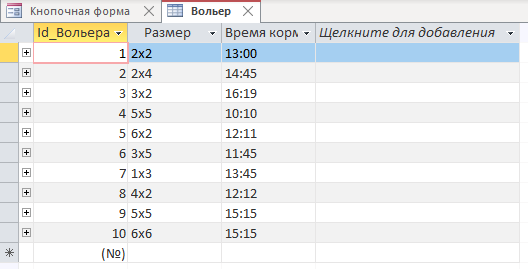 Кнопочная форма Вольер
Id_Вольера Размер Время корм Щелкните для добавления
1 2x2 13:00
2 2x4 14:45
3 3x2 16:19
4 5x5 10:10
5 6x2 12:11
6 3x5 11:45
7 1x3 13:45
8 4x2 12:12
9 5x5 15:15
10 6x6 15:15
(№)